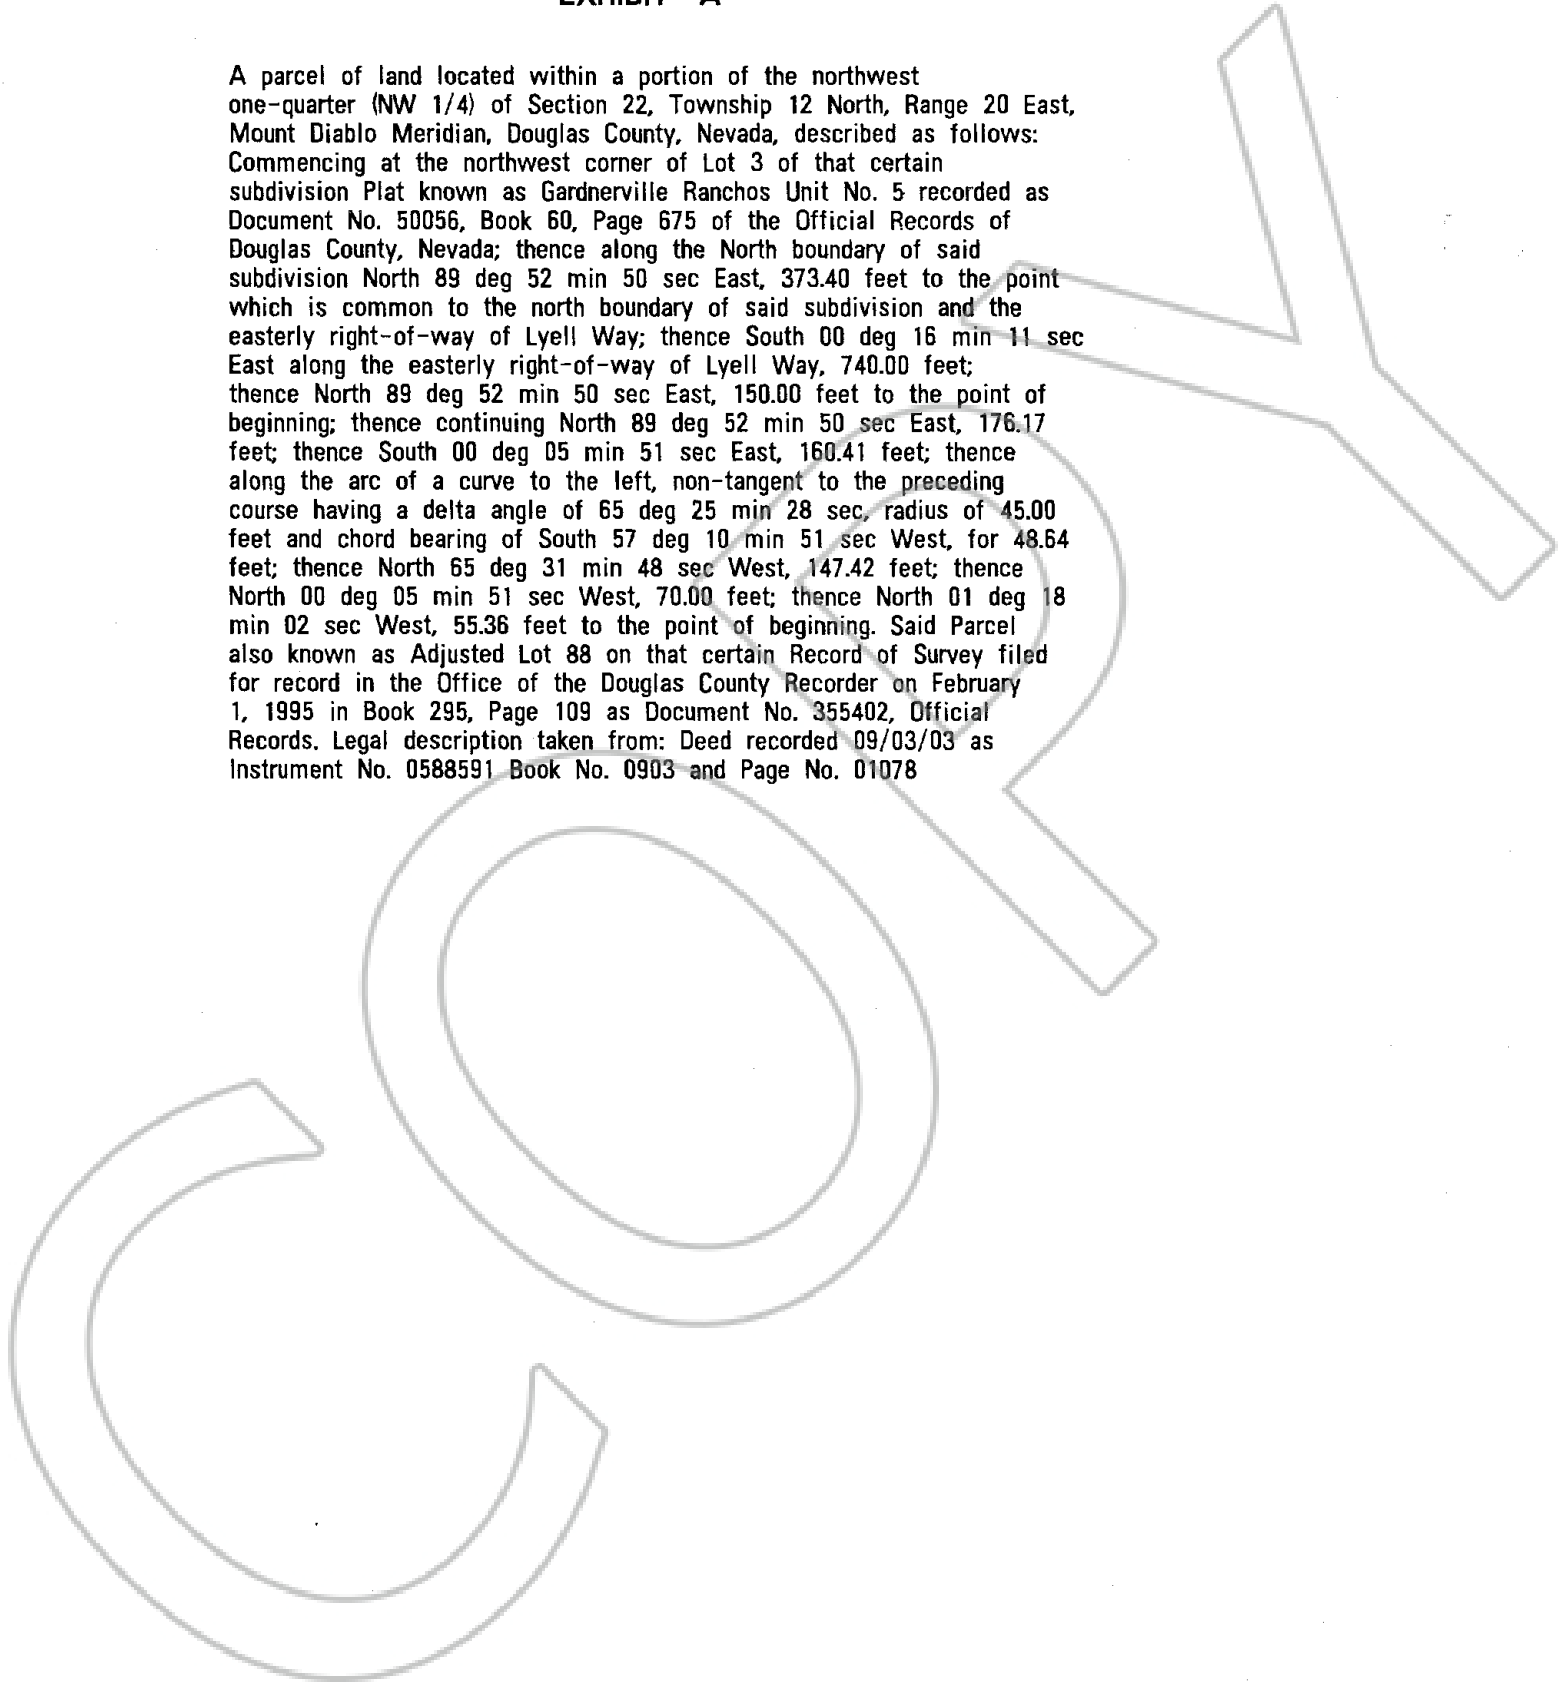 EXHIBIT A
A parcel of land located within a portion of the northwest
one-quarter (NW 1/4) of Section 22, Township 12 North, Range 20 East,
Mount Diablo Meridian, Douglas County, Nevada, described as follows:
Commencing at the northwest corner of Lot 3 of that certain
subdivision Plat known as Gardnerville Ranchos Unit No. 5 recorded as
Document No. 50056, Book 60, Page 675 of the Official Records of
Douglas County, Nevada; thence along the North boundary of said
subdivision North 89 deg 52 min 50 sec East, 373.40 feet to the point
which is common to the north boundary of said subdivision and the
easterly right-of-way of Lyell Way; thence South 00 deg 16 min 11 sec
East along the easterly right-of-way of Lyell Way, 740.00 feet;
thence North 89 deg 52 min 50 sec East, 150.00 feet to the point of
beginning; thence continuing North 89 deg 52 min 50 sec East, 176.17
feet; thence South 00 deg 05 min 51 sec East, 160.41 feet; thence
along the arc of a curve to the left, non-tangent to the preceding
course having a delta angle of 65 deg 25 min 28 sec, radius of 45.00
feet and chord bearing of South 57 deg 10 min 51 sec West, for 48.64
feet; thence North 65 deg 31 min 48 sec West, 147.42 feet; thence
North 00 deg 05 min 51 sec West, 70.00 feet; thence North 01 deg 18
min 02 sec West, 55.36 feet to the point of beginning. Said Parcel
also known as Adjusted Lot 88 on that certain Record of Survey filed
for record in the Office of the Douglas County Recorder on February
1, 1995 in Book 295, Page 109 as Document No. 355402, Official
Records. Legal description taken from: Deed recorded 09/03/03 as
Instrument No. 0588591 Book No. 0903 and Page No. 01078
COPY